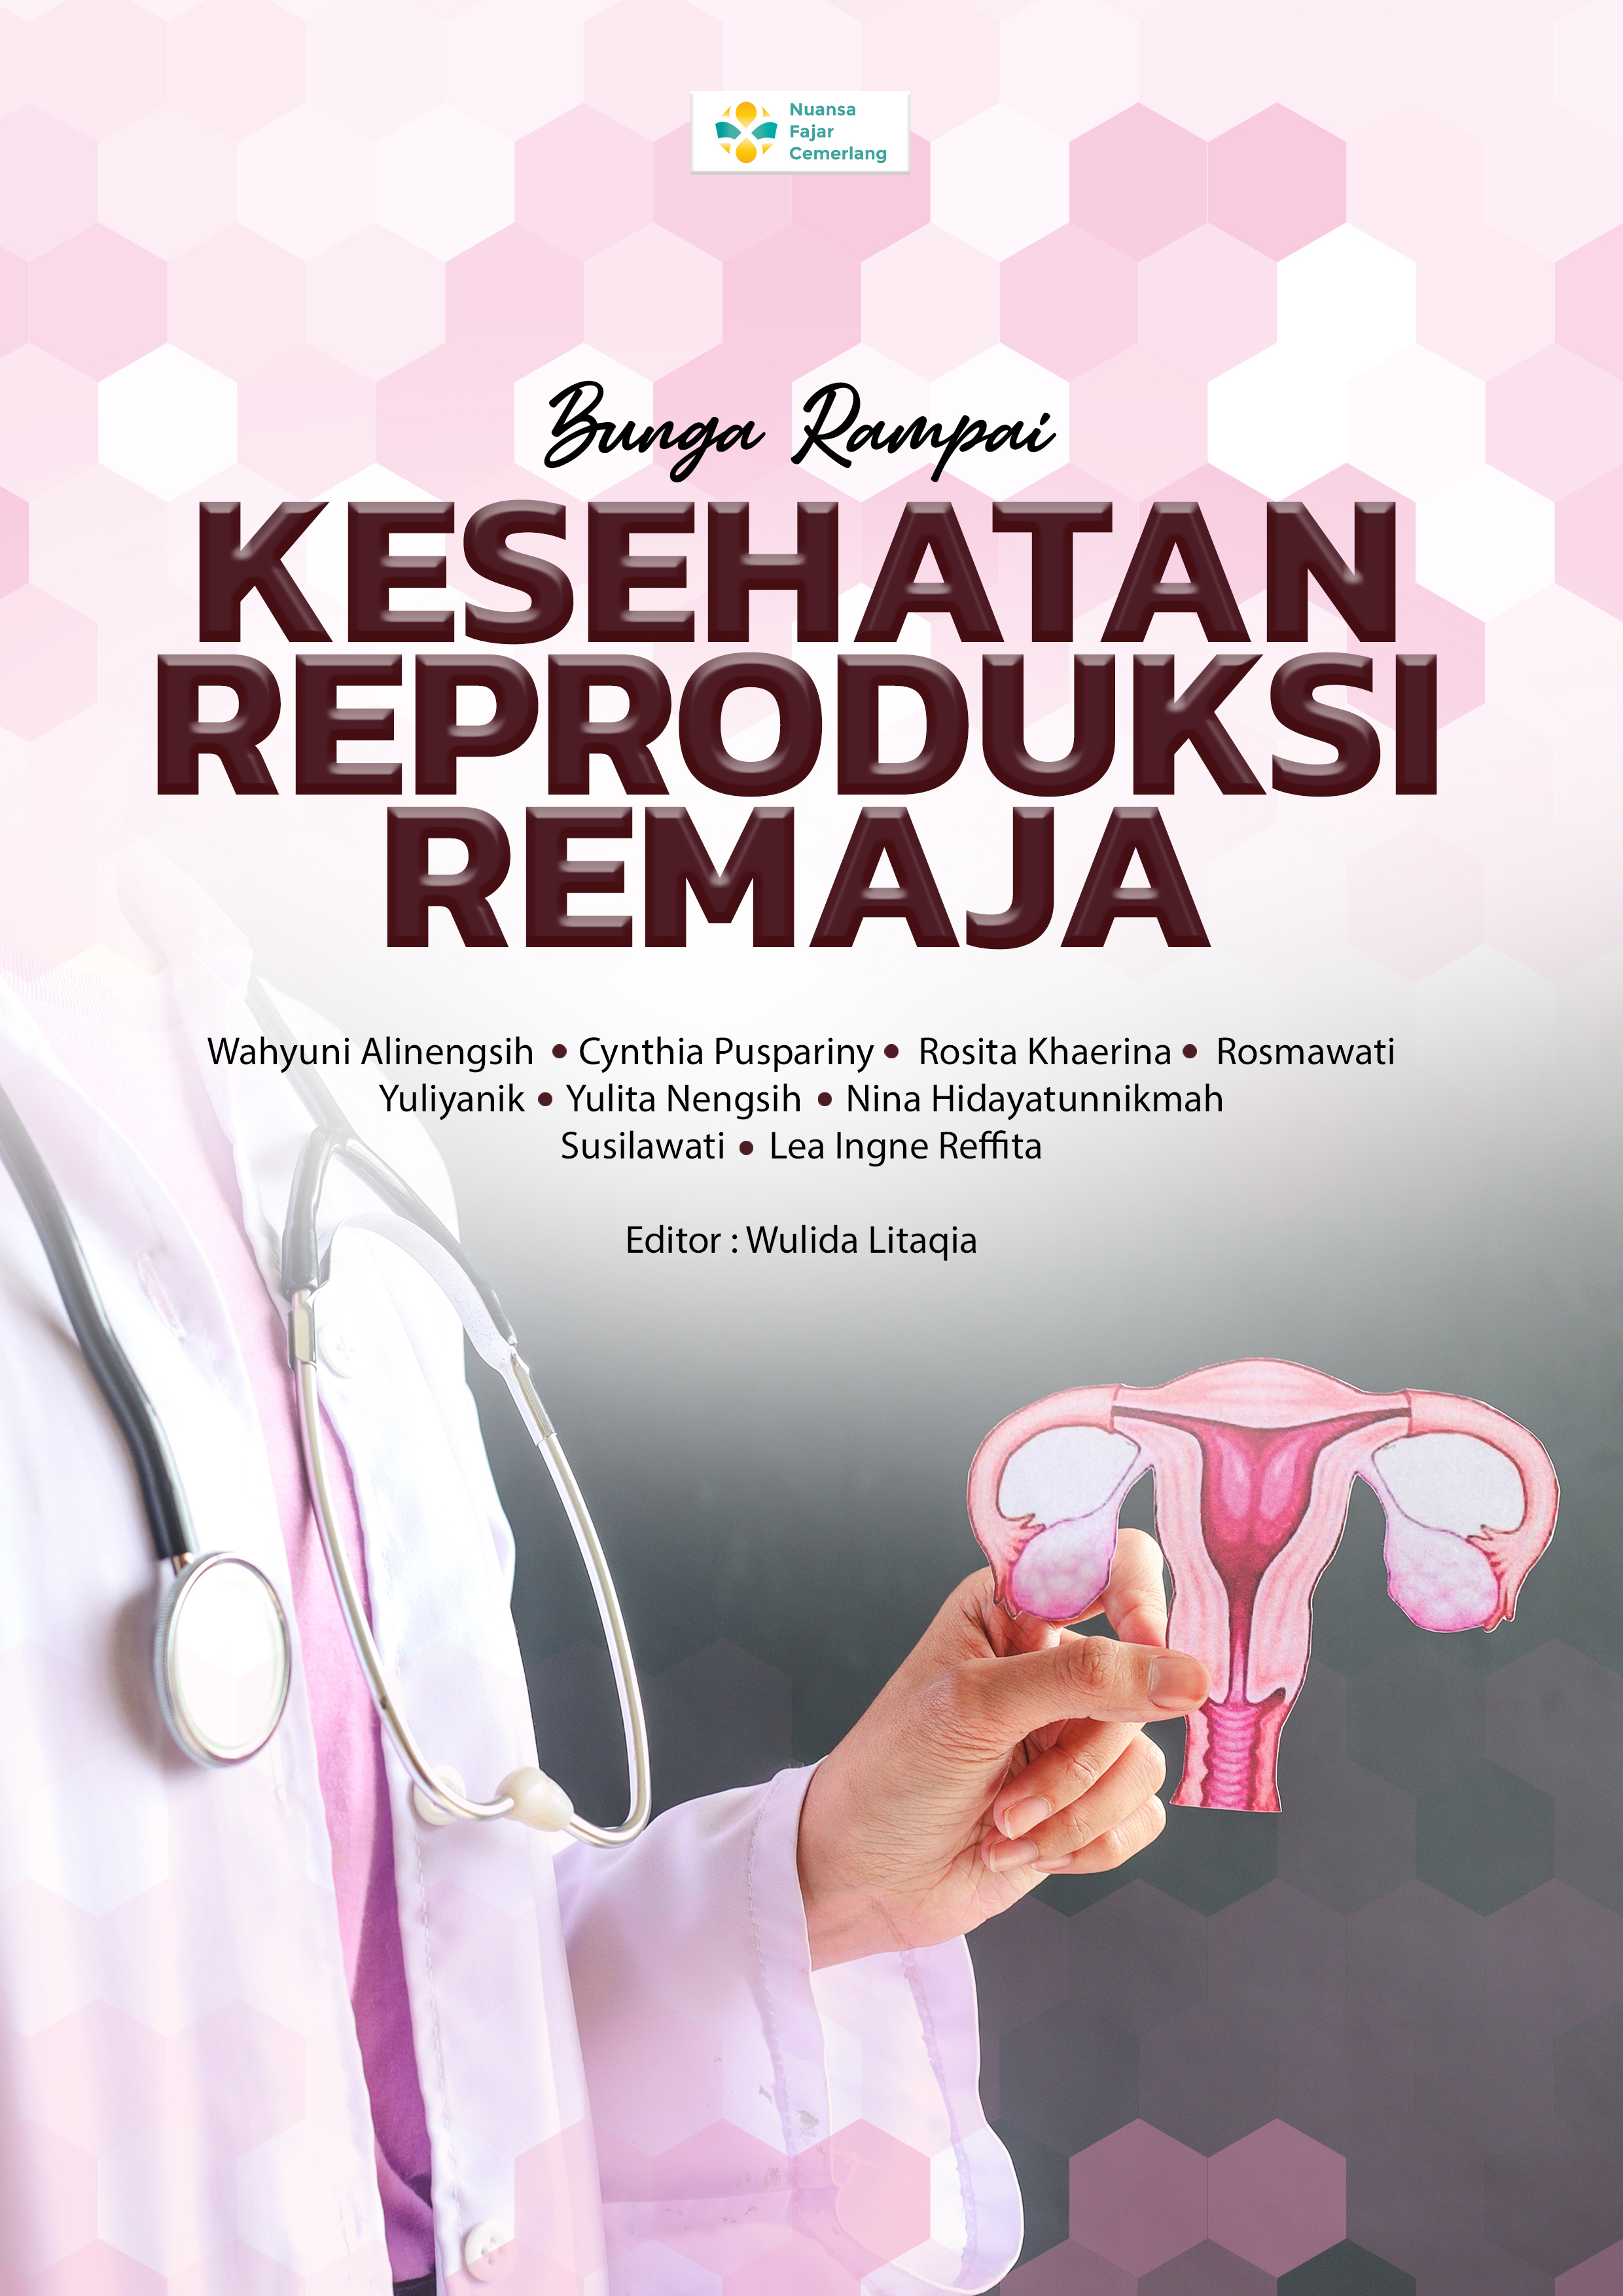 Nuansa
Fajar
Cemerlang
Bunga Rampai
KESEHATAN
REPRODUKSI
REMAJA
Wahyuni Alinengsih • Cynthia Puspariny • Rosita Khaerina • Rosmawati
Yuliyanik • Yulita Nengsih • Nina Hidayatunnikmah
Susilawati • Lea Ingne Reffita
Editor : Wulida Litaqia